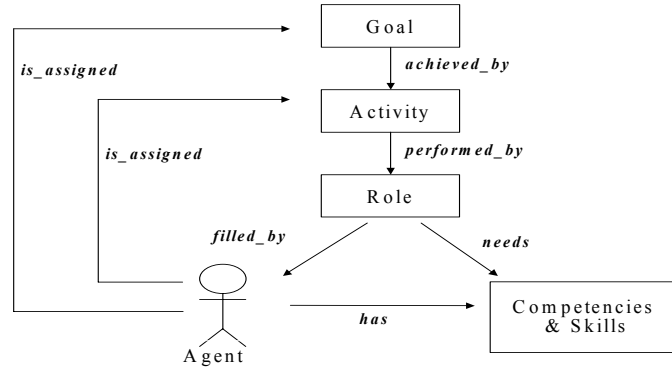 Goal
is_assigned
achieved_by
Activity
is_assigned
performed_by
Role
filled_by
needs
Competencies
& Skills
has
Agent